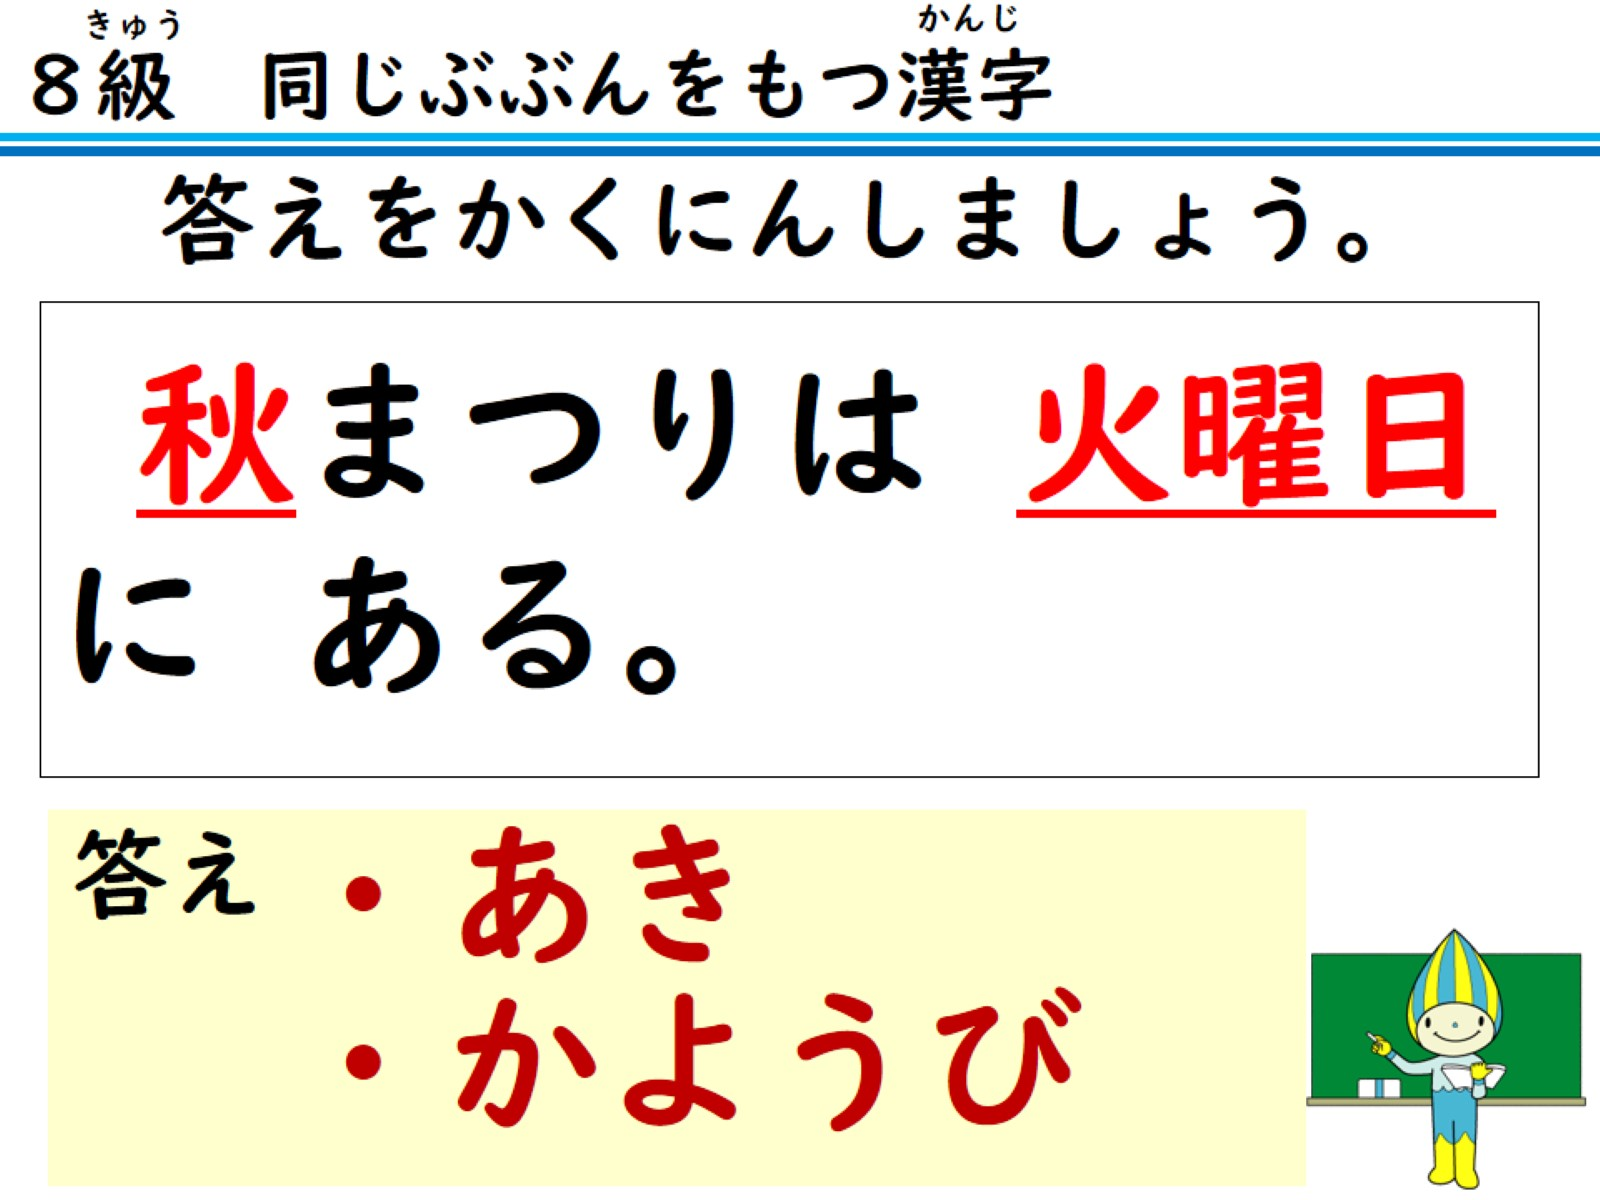 きゅう かんじ
８級　同じぶぶんをもつ漢字
答えをかくにんしましょう。
秋まつりは 火曜日
に ある。
答え ・あき
・かようび